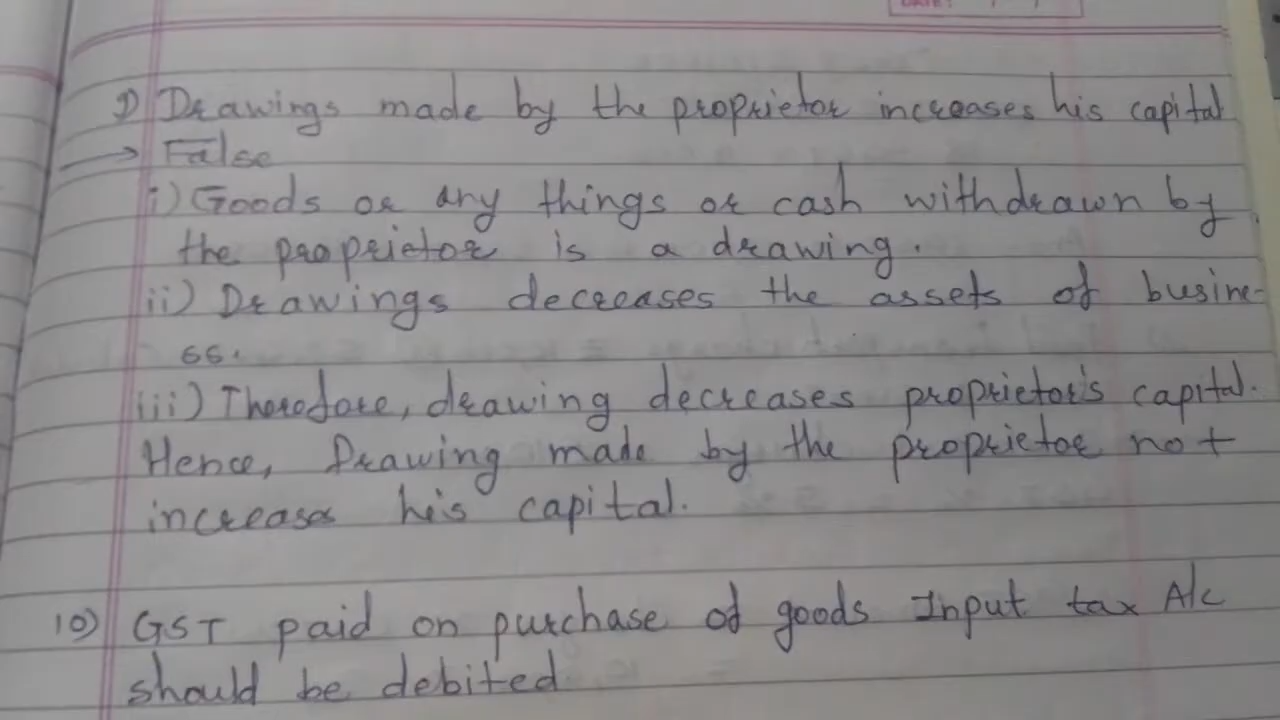 DATE: / /
9) Drawings made by the proprietor increases his capital
→ False
i) Goods or any things or cash withdrawn by
the proprietor is a drawing.
ii) Drawings decreases the assets of busine-
ss.
iii) Therefore, drawing decreases proprietor's capital.
Hence, Drawing made by the proprietor not
increases his capital.
10) GST paid on purchase of goods Input tax A/c
should be debited